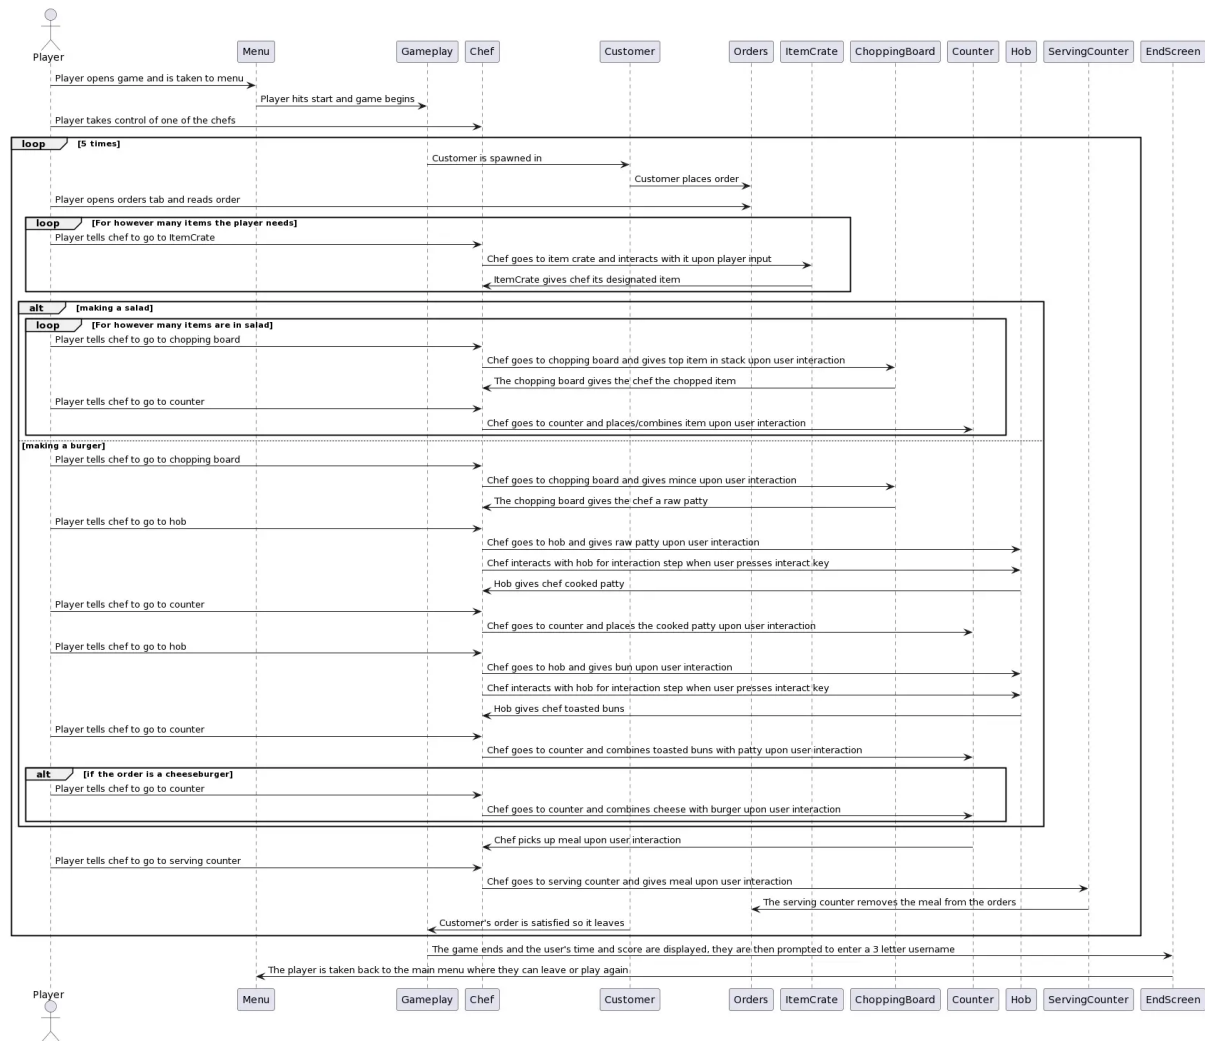 Player
Menu
Gameplay
Chef
Customer
Orders
ItemCrate
ChoppingBoard
Counter
Hob
ServingCounter
EndScreen
Player opens game and is taken to menu
Player hits start and game begins
Player takes control of one of the chefs
loop [5 times]
Customer is spawned in
Customer places order
Player opens orders tab and reads order
loop [For however many items the player needs]
Player tells chef to go to ItemCrate
Chef goes to item crate and interacts with it upon player input
ItemCrate gives chef its designated item
alt [making a salad]
loop [For however many items are in salad]
Player tells chef to go to chopping board
Chef goes to chopping board and gives top item in stack upon user interaction
The chopping board gives the chef the chopped item
Player tells chef to go to counter
Chef goes to counter and places/combines item upon user interaction
[making a burger]
Player tells chef to go to chopping board
Chef goes to chopping board and gives mince upon user interaction
The chopping board gives the chef a raw patty
Player tells chef to go to hob
Chef goes to hob and gives raw patty upon user interaction
Chef interacts with hob for interaction step when user presses interact key
Hob gives chef cooked patty
Player tells chef to go to counter
Chef goes to counter and places the cooked patty upon user interaction
Player tells chef to go to hob
Chef goes to hob and gives bun upon user interaction
Chef interacts with hob for interaction step when user presses interact key
Hob gives chef toasted buns
Player tells chef to go to counter
Chef goes to counter and combines toasted buns with patty upon user interaction
alt [if the order is a cheeseburger]
Player tells chef to go to counter
Chef goes to counter and combines cheese with burger upon user interaction
Chef picks up meal upon user interaction
Player tells chef to go to serving counter
Chef goes to serving counter and gives meal upon user interaction
The serving counter removes the meal from the orders
Customer's order is satisfied so it leaves
The game ends and the user's time and score are displayed, they are then prompted to enter a 3 letter username
The player is taken back to the main menu where they can leave or play again
Player
Menu
Gameplay
Chef
Customer
Orders
ItemCrate
ChoppingBoard
Counter
Hob
ServingCounter
EndScreen